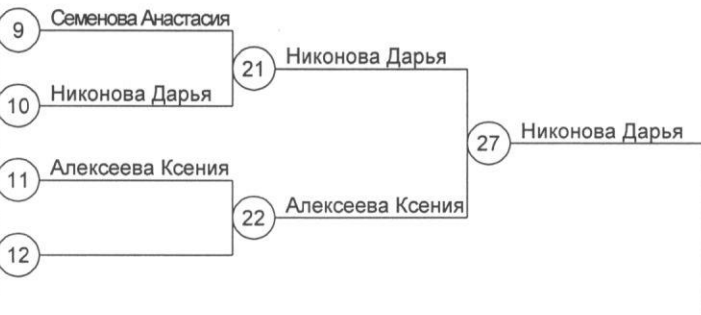 9 Семенова Анастасия
21 Никонова Дарья
10 Никонова Дарья
27 Никонова Дарья
11 Алексеева Ксения
22 Алексеева Ксения
12